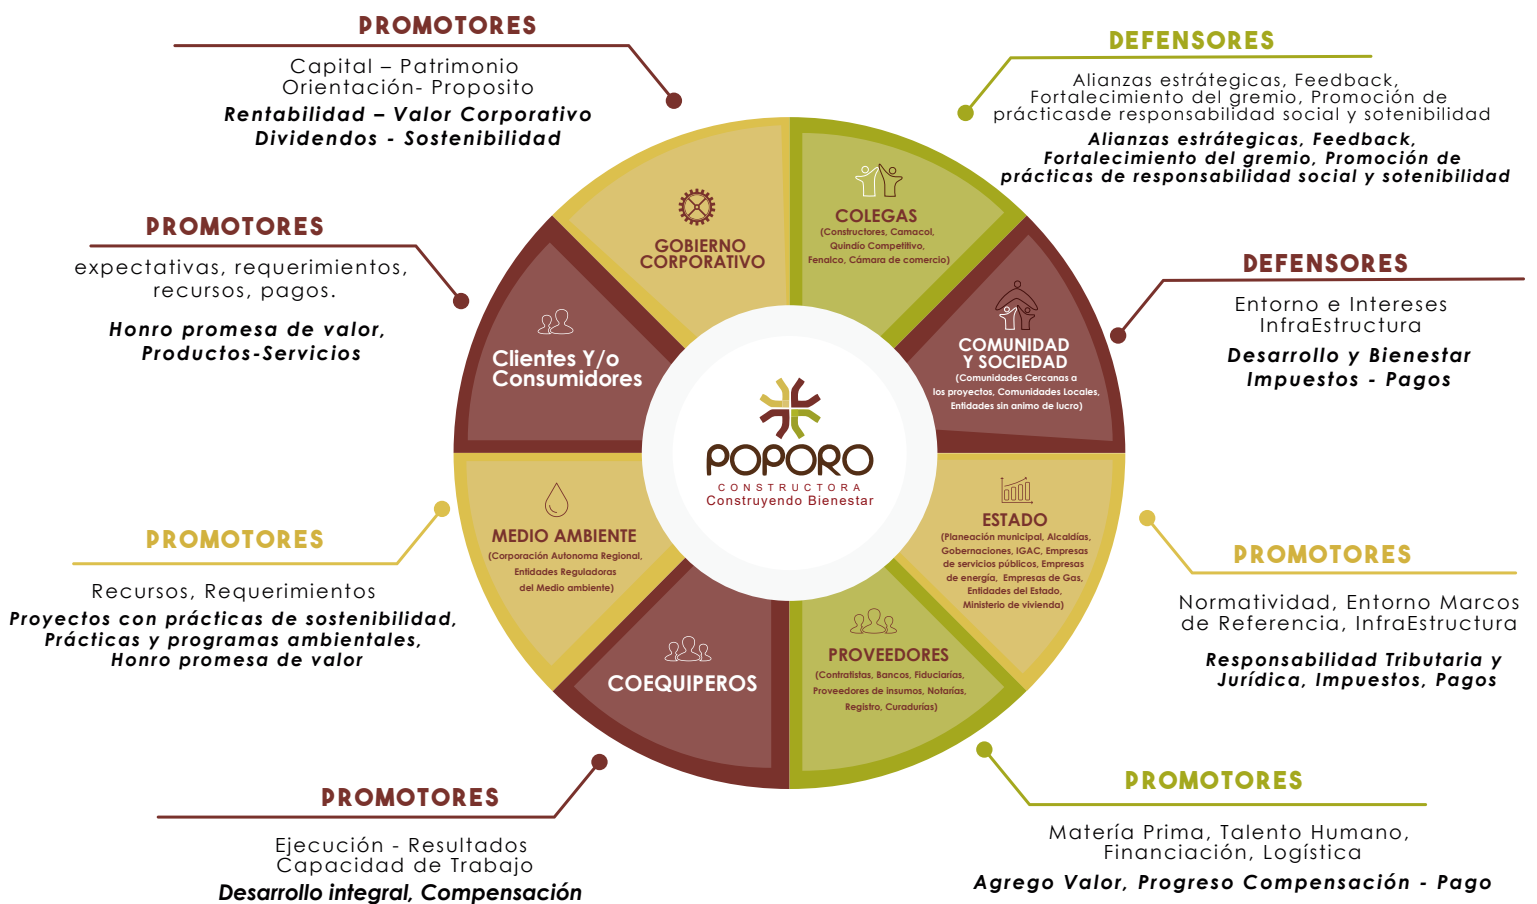 PROMOTORES
Capital – Patrimonio
Orientación- Proposito
Rentabilidad – Valor Corporativo
Dividendos - Sostenibilidad
DEFENSORES
Alianzas estrátegicas, Feedback,
Fortalecimiento del gremio, Promoción de
prácticasde responsabilidad social y sotenibilidad
Alianzas estrátegicas, Feedback,
Fortalecimiento del gremio, Promoción de
prácticas de responsabilidad social y sotenibilidad
PROMOTORES
expectativas, requerimientos,
recursos, pagos.
Honro promesa de valor,
Productos-Servicios
DEFENSORES
Entorno e Intereses
InfraEstructura
Desarrollo y Bienestar
Impuestos - Pagos
GOBIERNO
CORPORATIVO
COLEGAS
(Constructores, Camacol,
Quindío Competitivo,
Fenalco, Cámara de comercio)
Clientes Y/o
Consumidores
COMUNIDAD
Y SOCIEDAD
(Comunidades Cercanas a
los proyectos, Comunidades Locales,
Entidades sin animo de lucro)
POPORO
CONSTRUCTORA
Construyendo Bienestar
MEDIO AMBIENTE
(Corporación Autonoma Regional,
Entidades Reguladoras
del Medio ambiente)
ESTADO
(Planeación municipal, Alcaldías,
Gobernaciones, IGAC, Empresas
de servicios públicos, Empresas
de energía, Empresas de Gas,
Entidades del Estado,
Ministerio de vivienda)
COEQUIPEROS
PROVEEDORES
(Contratistas, Bancos, Fiduciarías,
Proveedores de insumos, Notarías,
Registro, Curadurías)
PROMOTORES
Recursos, Requerimientos
Proyectos con prácticas de sostenibilidad,
Prácticas y programas ambientales,
Honro promesa de valor
PROMOTORES
Normatividad, Entorno Marcos
de Referencia, InfraEstructura
Responsabilidad Tributaria y
Jurídica, Impuestos, Pagos
PROMOTORES
Ejecución - Resultados
Capacidad de Trabajo
Desarrollo integral, Compensación
PROMOTORES
Matería Prima, Talento Humano,
Financiación, Logística
Agrego Valor, Progreso Compensación - Pago